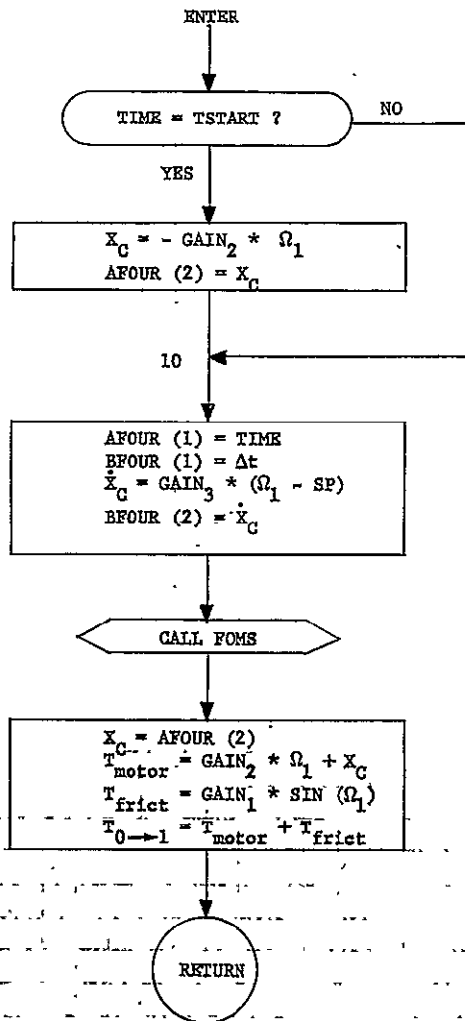 ENTER
TIME = TSTART ?
NO
YES
X_C = - GAIN_2 * Ω_1
AFOUR (2) = X_C
10
AFOUR (1) = TIME
BFOUR (1) = Δt
Ẋ_C = GAIN_3 * (Ω_1 - SP)
BFOUR (2) = Ẋ_C
CALL FOMS
X_C = AFOUR (2)
T_motor = GAIN_2 * Ω_1 + X_C
T_frict = GAIN_1 * SIN (Ω_1)
T_0→1 = T_motor + T_frict
RETURN